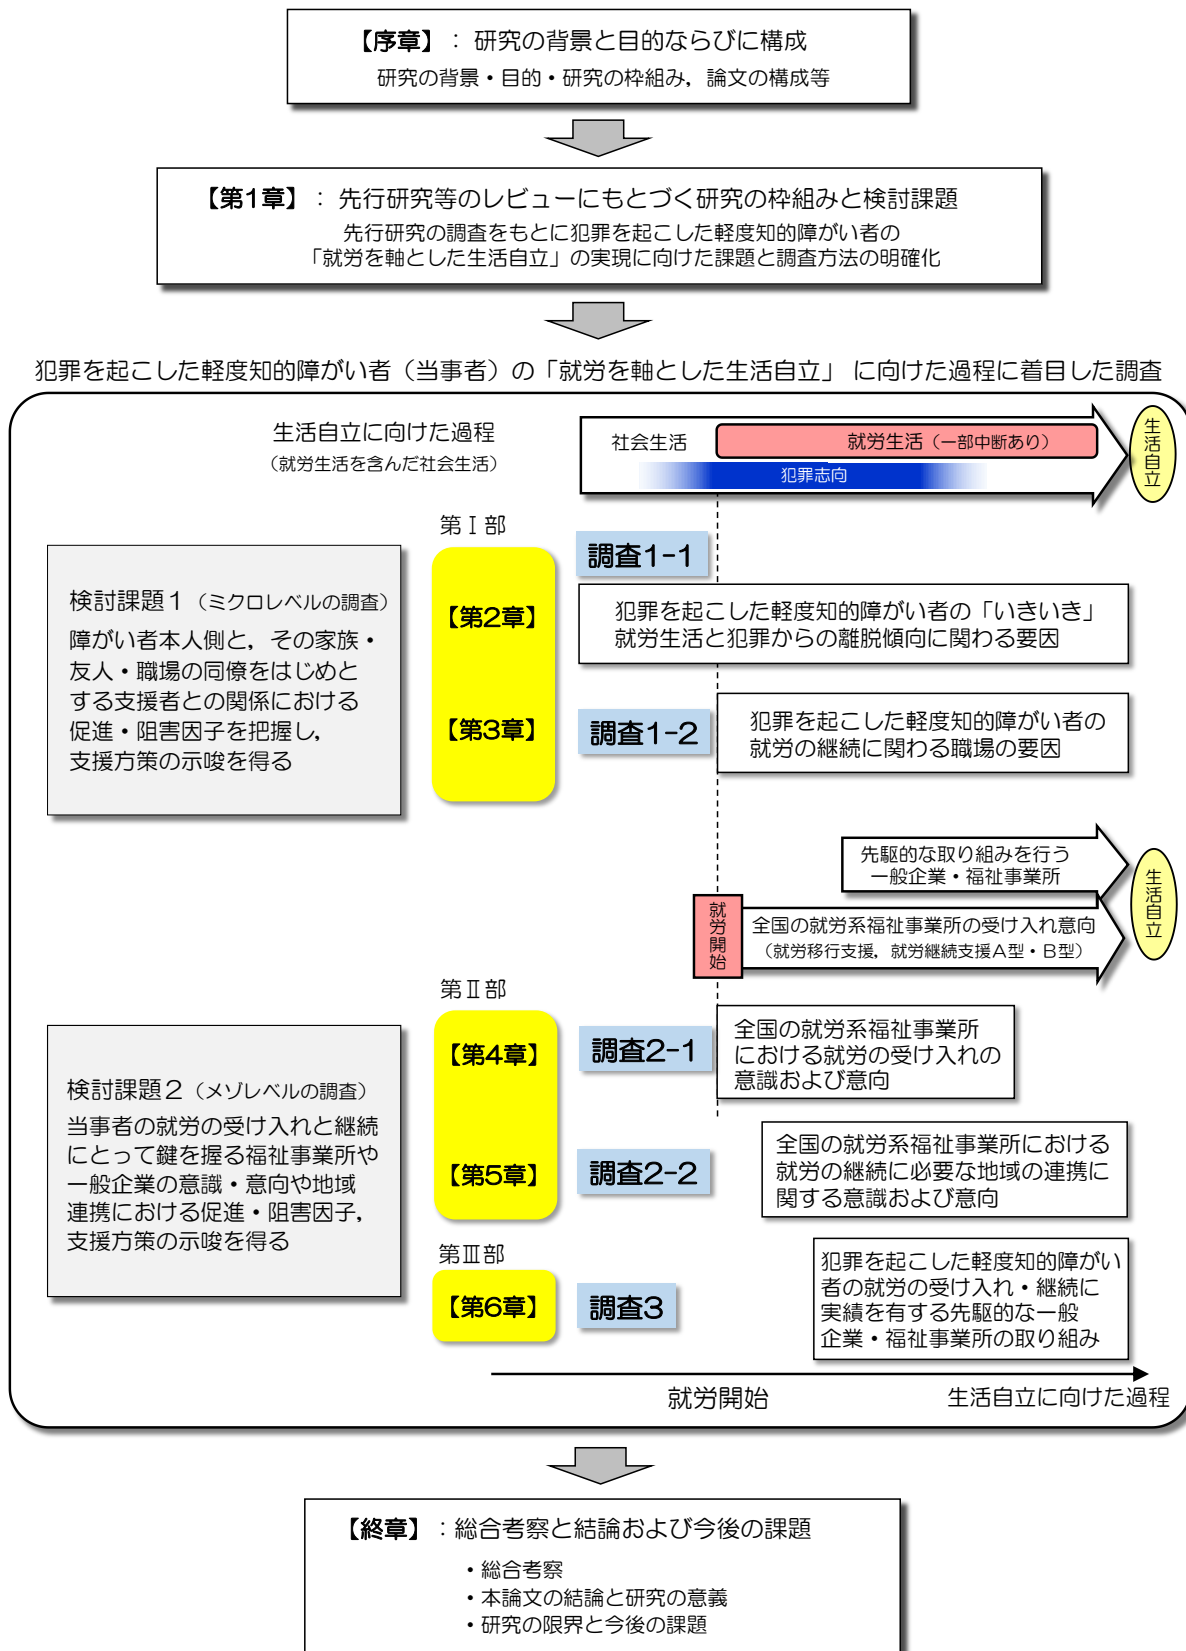 【序章】：研究の背景と目的ならびに構成
研究の背景・目的・研究の枠組み，論文の構成等
【第1章】：先行研究等のレビューにもとづく研究の枠組みと検討課題
先行研究の調査をもとに犯罪を起こした軽度知的障がい者の
「就労を軸とした生活自立」の実現に向けた課題と調査方法の明確化
犯罪を起こした軽度知的障がい者（当事者）の「就労を軸とした生活自立」 に向けた過程に着目した調査
生活自立に向けた過程
（就労生活を含んだ社会生活）
社会生活
就労生活（一部中断あり）
犯罪志向
生活自立
第Ⅰ部
検討課題１（ミクロレベルの調査）
障がい者本人側と，その家族・
友人・職場の同僚をはじめと
する支援者との関係における
促進・阻害因子を把握し，
支援方策の示唆を得る
【第2章】
調査1-1
犯罪を起こした軽度知的障がい者の「いきいき」
就労生活と犯罪からの離脱傾向に関わる要因
【第3章】
調査1-2
犯罪を起こした軽度知的障がい者の
就労の継続に関わる職場の要因
先駆的な取り組みを行う
一般企業・福祉事業所
就労開始
全国の就労系福祉事業所の受け入れ意向
（就労移行支援，就労継続支援Ａ型・Ｂ型）
生活自立
第Ⅱ部
検討課題２（メゾレベルの調査）
当事者の就労の受け入れと継続
にとって鍵を握る福祉事業所や
一般企業の意識・意向や地域
連携における促進・阻害因子，
支援方策の示唆を得る
【第4章】
調査2-1
全国の就労系福祉事業所
における就労の受け入れの
意識および意向
【第5章】
調査2-2
全国の就労系福祉事業所における
就労の継続に必要な地域の連携に
関する意識および意向
第Ⅲ部
【第6章】
調査3
犯罪を起こした軽度知的障がい
者の就労の受け入れ・継続に
実績を有する先駆的な一般
企業・福祉事業所の取り組み
就労開始
生活自立に向けた過程
【終章】：総合考察と結論および今後の課題
・総合考察
・本論文の結論と研究の意義
・研究の限界と今後の課題